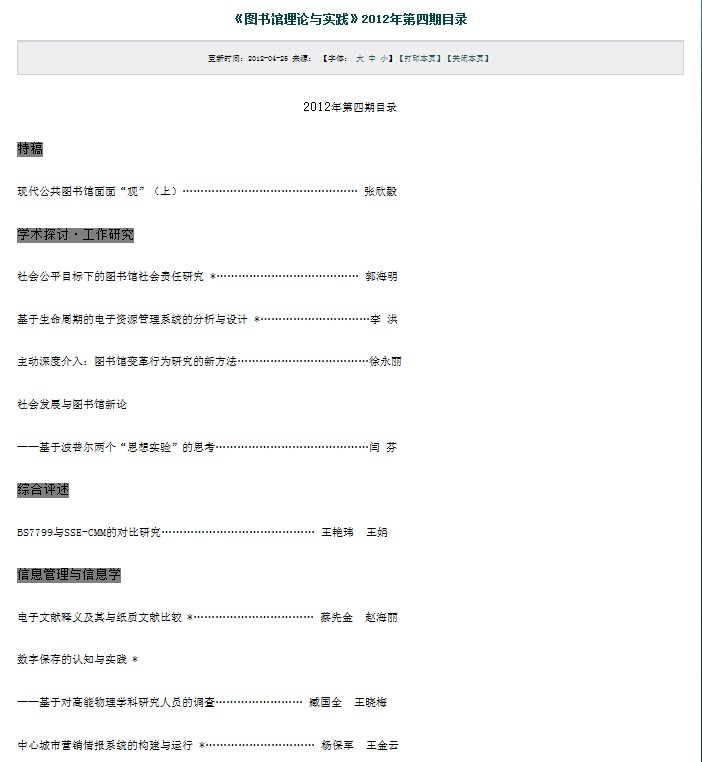 《图书馆理论与实践》2012年第四期目录
更新时间：2012-04-25 来源： 【字体： 大 中 小】【打印本页】【关闭本页】
2012年第四期目录
特稿
现代公共图书馆面面“观”（上）………………………………………… 张欣毅
学术探讨·工作研究
社会公平目标下的图书馆社会责任研究 *………………………………… 郭海明
基于生命周期的电子资源管理系统的分析与设计 *…………………………李 洪
主动深度介入：图书馆变革行为研究的新方法………………………………徐永丽
社会发展与图书馆新论
——基于波普尔两个“思想实验”的思考……………………………………闫 芬
综合评述
BS7799与SSE-CMM的对比研究…………………………………… 王艳玮 王娟
信息管理与信息学
电子文献释义及其与纸质文献比较 *…………………………… 蔡先金 赵海丽
数字保存的认知与实践 *
——基于对高能物理学科研究人员的调查…………………… 臧国全 王晓梅
中心城市营销情报系统的构建与运行 *………………………… 杨保军 王金云